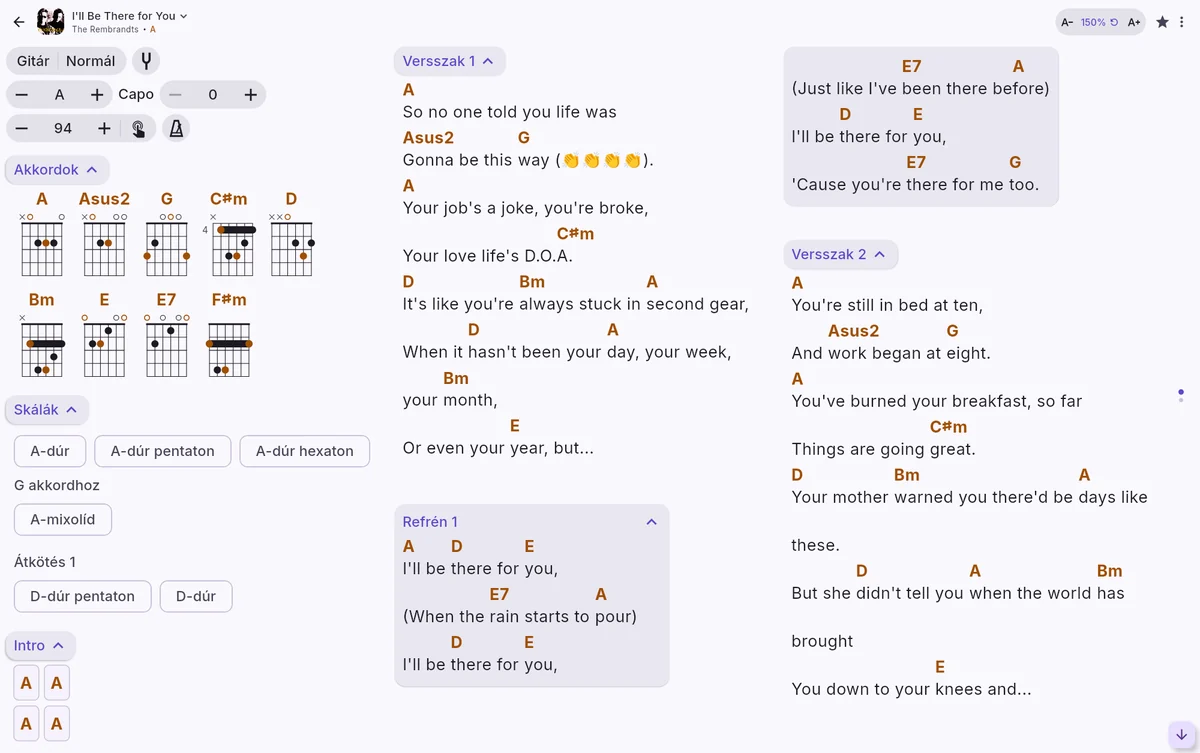 I'll Be There for You
The Rembrandts • A
A- 150% A+
Gitár Normál
− A + Capo − 0 +
− 94 +
Akkordok
A Asus2 G C#m D
4
Bm E E7 F#m
Skálák
A-dúr A-dúr pentaton A-dúr hexaton
G akkordhoz
A-mixolíd
Átkötés 1
D-dúr pentaton D-dúr
Intro
A A
A A
Versszak 1
A
So no one told you life was
Asus2 G
Gonna be this way (👏👏👏👏).
A
Your job's a joke, you're broke,
C#m
Your love life's D.O.A.
D Bm A
It's like you're always stuck in second gear,
D A
When it hasn't been your day, your week,
Bm
your month,
E
Or even your year, but...
Refrén 1
A D E
I'll be there for you,
E7 A
(When the rain starts to pour)
D E
I'll be there for you,
E7 A
(Just like I've been there before)
D E
I'll be there for you,
E7 G
'Cause you're there for me too.
Versszak 2
A
You're still in bed at ten,
Asus2 G
And work began at eight.
A
You've burned your breakfast, so far
C#m
Things are going great.
D Bm A
Your mother warned you there'd be days like
these.
D A Bm
But she didn't tell you when the world has
brought
E
You down to your knees and...